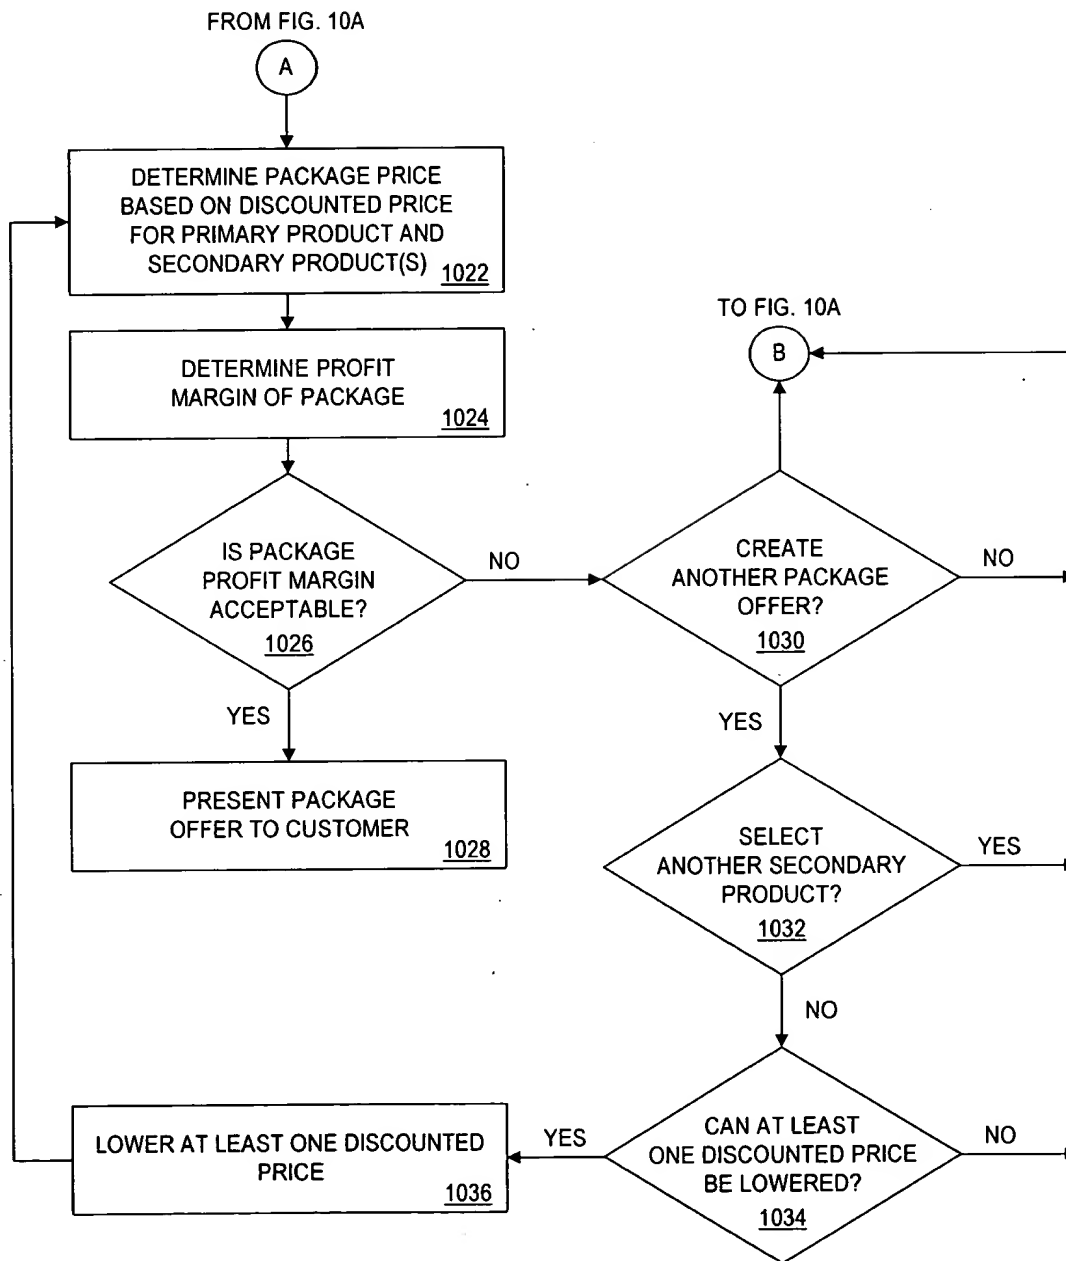 FROM FIG. 10A
A
DETERMINE PACKAGE PRICE
BASED ON DISCOUNTED PRICE
FOR PRIMARY PRODUCT AND
SECONDARY PRODUCT(S)
1022
DETERMINE PROFIT
MARGIN OF PACKAGE
1024
IS PACKAGE
PROFIT MARGIN
ACCEPTABLE?
1026
NO
YES
PRESENT PACKAGE
OFFER TO CUSTOMER
1028
TO FIG. 10A
B
CREATE
ANOTHER PACKAGE
OFFER?
1030
NO
YES
SELECT
ANOTHER SECONDARY
PRODUCT?
1032
YES
NO
CAN AT LEAST
ONE DISCOUNTED PRICE
BE LOWERED?
1034
NO
YES
LOWER AT LEAST ONE DISCOUNTED
PRICE
1036